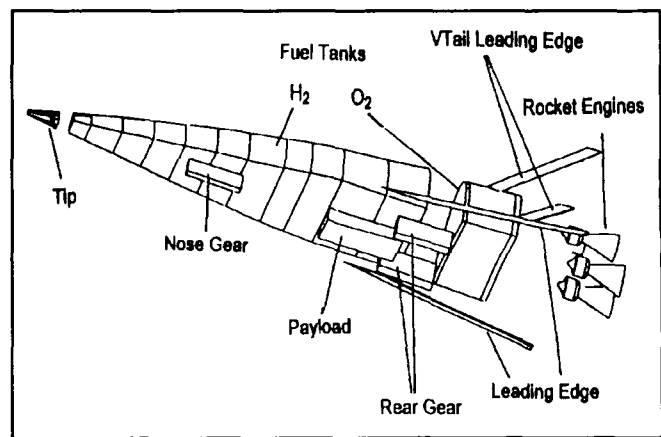 VTail Leading Edge
Fuel Tanks
H2
O2
Rocket Engines
Tip
Nose Gear
Payload
Leading Edge
Rear Gear